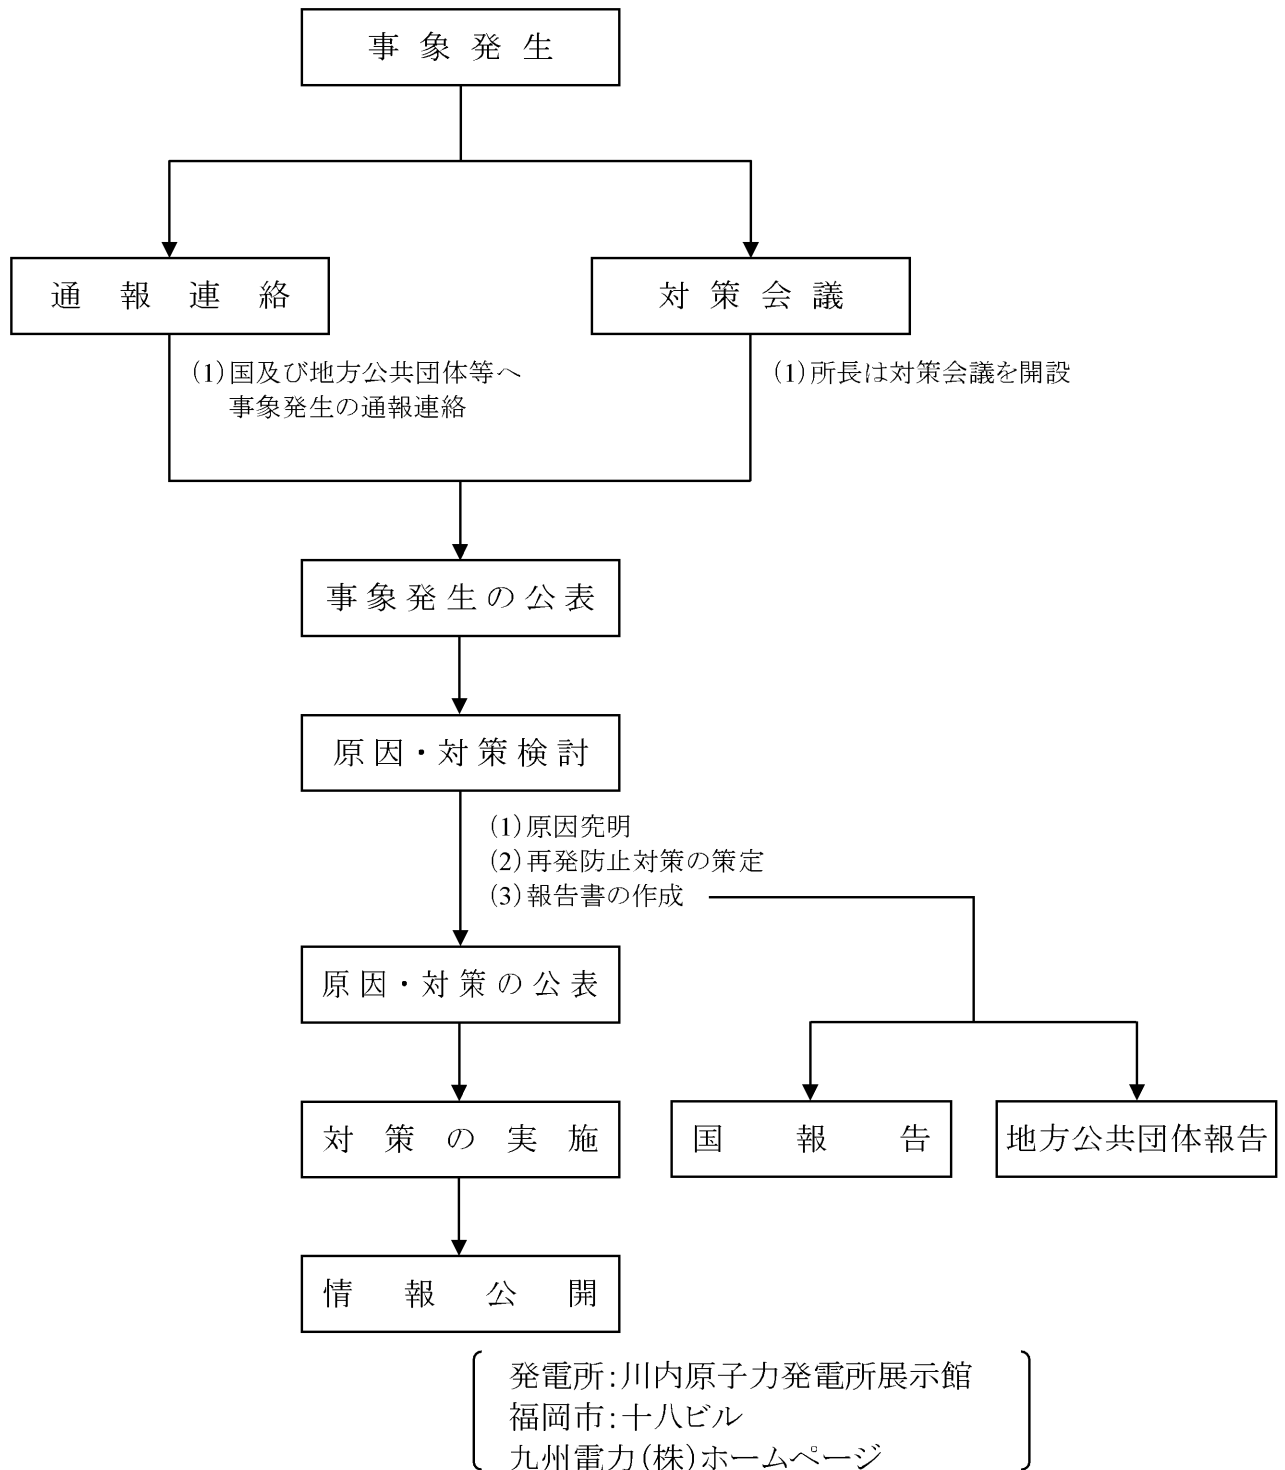 事象発生
通報連絡
対策会議
(1)国及び地方公共団体等へ
事象発生の通報連絡
(1)所長は対策会議を開設
事象発生の公表
原因・対策検討
(1)原因究明
(2)再発防止対策の策定
(3)報告書の作成
原因・対策の公表
対策の実施
国報告
地方公共団体報告
情報公開
発電所:川内原子力発電所展示館
福岡市:十八ビル
九州電力(株)ホームページ